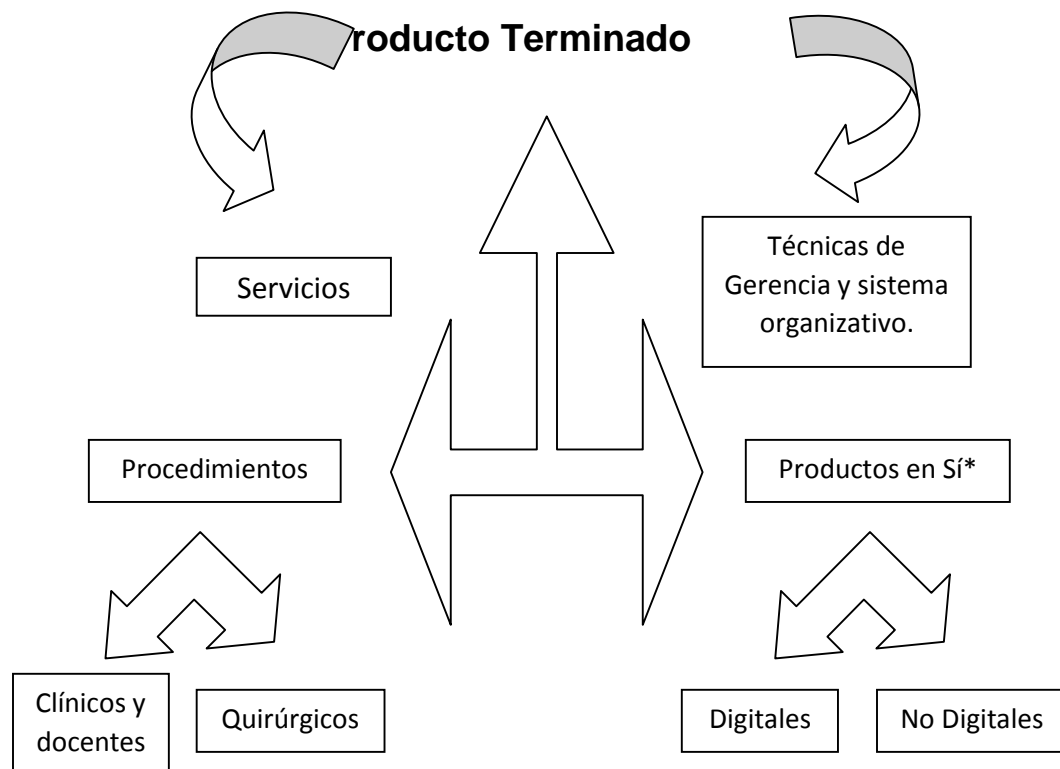 roducto Terminado
Servicios
Técnicas de
Gerencia y sistema
organizativo.
Procedimientos
Productos en Sí*
Clínicos y
docentes
Quirúrgicos
Digitales
No Digitales